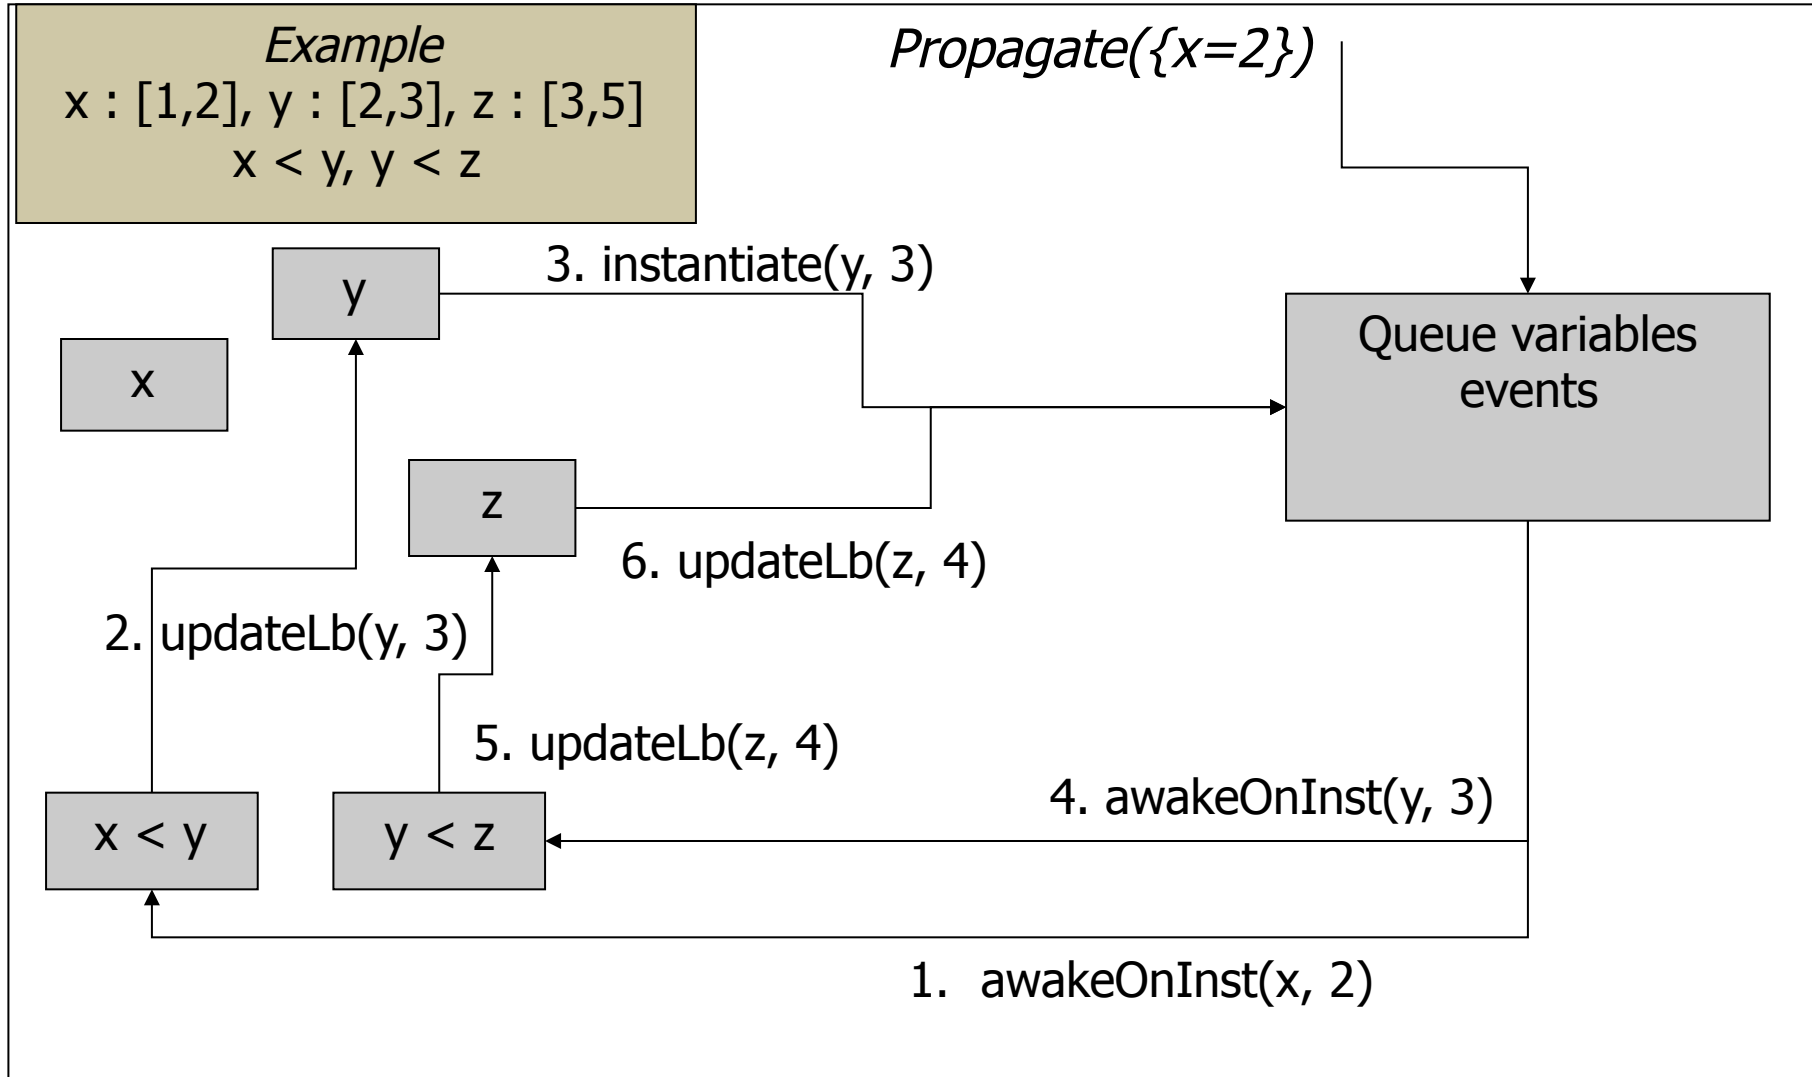 Example
x : [1,2], y : [2,3], z : [3,5]
x < y, y < z
Propagate({x=2})
3. instantiate(y, 3)
y
Queue variables
events
x
z
6. updateLb(z, 4)
2. updateLb(y, 3)
5. updateLb(z, 4)
4. awakeOnInst(y, 3)
x < y
y < z
1. awakeOnInst(x, 2)